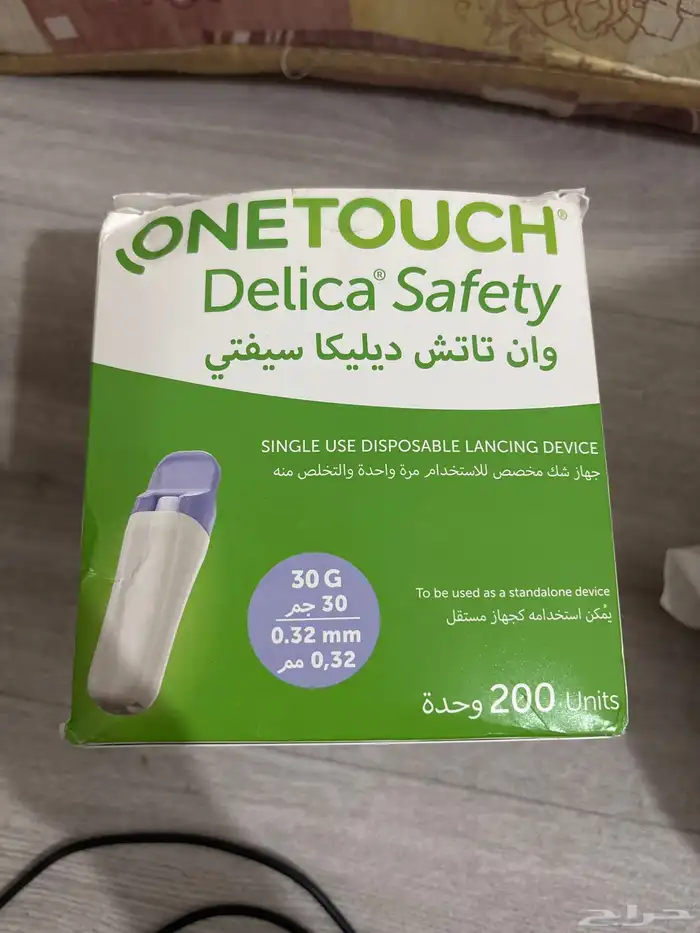 ONETOUCH®
Delica® Safety
وان تاتش ديليكا سيفتي
SINGLE USE DISPOSABLE LANCING DEVICE
جهاز شك مخصص للاستخدام مرة واحدة والتخلص منه
30 G
30 جم
0.32 mm
0,32 مم
To be used as a standalone device
يُمكن استخدامه كجهاز مستقل
200 وحدة Units
حراج